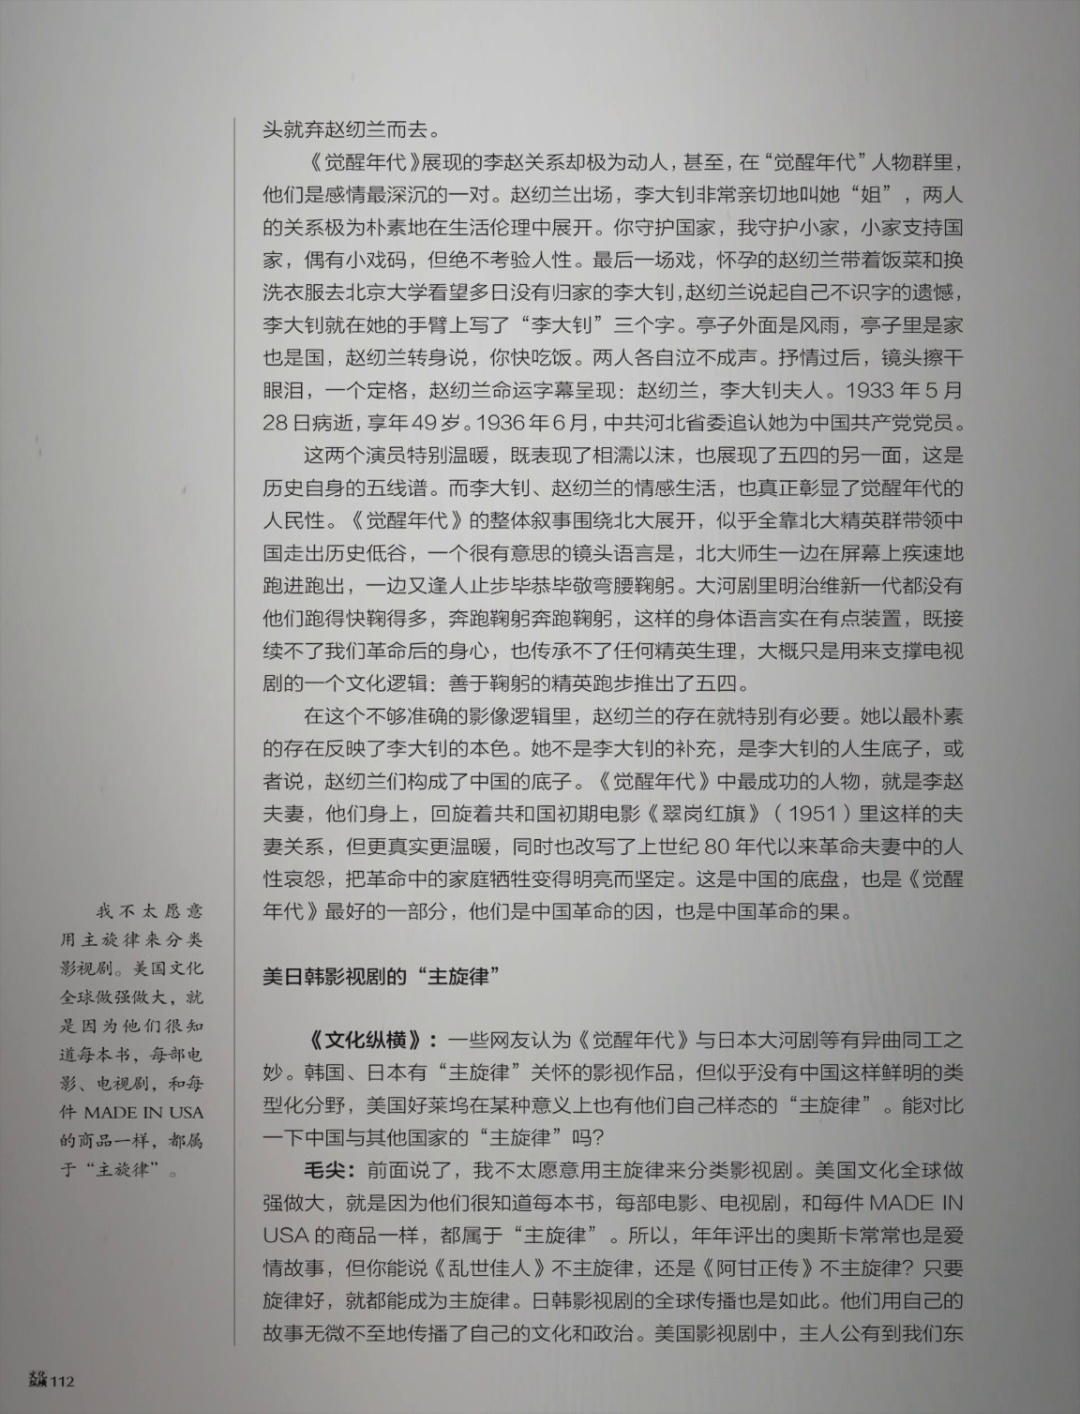 头就弃赵纫兰而去。
《觉醒年代》展现的李赵关系却极为动人，甚至，在“觉醒年代”人物群里，
他们是感情最深沉的一对。赵纫兰出场，李大钊非常亲切地叫她“姐”，两人
的关系极为朴素地在生活伦理中展开。你守护国家，我守护小家，小家支持国
家，偶有小戏码，但绝不考验人性。最后一场戏，怀孕的赵纫兰带着饭菜和换
洗衣服去北京大学看望多日没有归家的李大钊，赵纫兰说起自己不识字的遗憾，
李大钊就在她的手臂上写了“李大钊”三个字。亭子外面是风雨，亭子里是家
也是国，赵纫兰转身说，你快吃饭。两人各自泣不成声。抒情过后，镜头擦干
眼泪，一个定格，赵纫兰命运字幕呈现：赵纫兰，李大钊夫人。1933 年 5 月
28日病逝，享年49岁。1936年6月，中共河北省委追认她为中国共产党党员。
这两个演员特别温暖，既表现了相濡以沫，也展现了五四的另一面，这是
历史自身的五线谱。而李大钊、赵纫兰的情感生活，也真正彰显了觉醒年代的
人民性。《觉醒年代》的整体叙事围绕北大展开，似乎全靠北大精英群带领中
国走出历史低谷，一个很有意思的镜头语言是，北大师生一边在屏幕上疾速地
跑进跑出，一边又逢人止步毕恭毕敬弯腰鞠躬。大河剧里明治维新一代都没有
他们跑得快鞠得多，奔跑鞠躬奔跑鞠躬，这样的身体语言实在有点装置，既接
续不了我们革命后的身心，也传承不了任何精英生理，大概只是用来支撑电视
剧的一个文化逻辑：善于鞠躬的精英跑步推出了五四。
在这个不够准确的影像逻辑里，赵纫兰的存在就特别有必要。她以最朴素
的存在反映了李大钊的本色。她不是李大钊的补充，是李大钊的人生底子，或
者说，赵纫兰们构成了中国的底子。《觉醒年代》中最成功的人物，就是李赵
夫妻，他们身上，回旋着共和国初期电影《翠岗红旗》（1951）里这样的夫
妻关系，但更真实更温暖，同时也改写了上世纪 80 年代以来革命夫妻中的人
性哀怨，把革命中的家庭牺牲变得明亮而坚定。这是中国的底盘，也是《觉醒
年代》最好的一部分，他们是中国革命的因，也是中国革命的果。
美日韩影视剧的“主旋律”
《文化纵横》：一些网友认为《觉醒年代》与日本大河剧等有异曲同工之
妙。韩国、日本有“主旋律”关怀的影视作品，但似乎没有中国这样鲜明的类
型化分野，美国好莱坞在某种意义上也有他们自己样态的“主旋律”。能对比
一下中国与其他国家的“主旋律”吗？
毛尖：前面说了，我不太愿意用主旋律来分类影视剧。美国文化全球做
强做大，就是因为他们很知道每本书，每部电影、电视剧，和每件 MADE IN
USA 的商品一样，都属于“主旋律”。所以，年年评出的奥斯卡常常也是爱
情故事，但你能说《乱世佳人》不主旋律，还是《阿甘正传》不主旋律？只要
旋律好，就都能成为主旋律。日韩影视剧的全球传播也是如此。他们用自己的
故事无微不至地传播了自己的文化和政治。美国影视剧中，主人公有到我们东
我不太愿意
用主旋律来分类
影视剧。美国文化
全球做强做大，就
是因为他们很知
道每本书，每部电
影、电视剧，和每
件 MADE IN USA
的商品一样，都属
于“主旋律”。
文化纵横 112